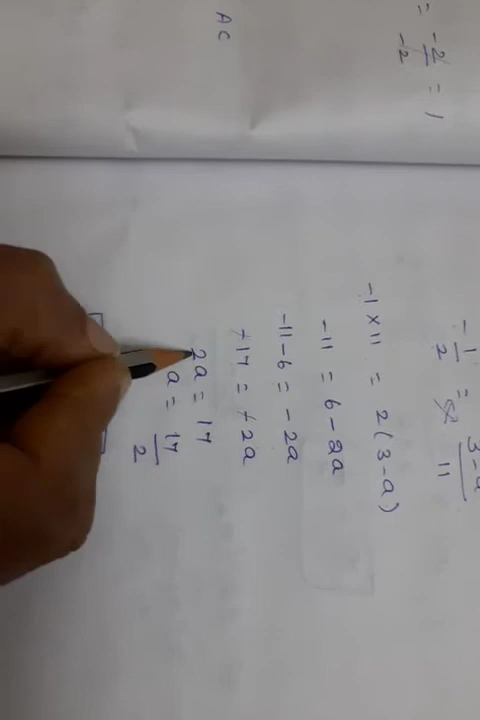 = -2/-2 = 1
AC
-1/2 = 3-a/11
-1 × 11 = 2(3-a)
-11 = 6-2a
-11-6 = -2a
+17 = +2a
2a = 17
a = 17/2